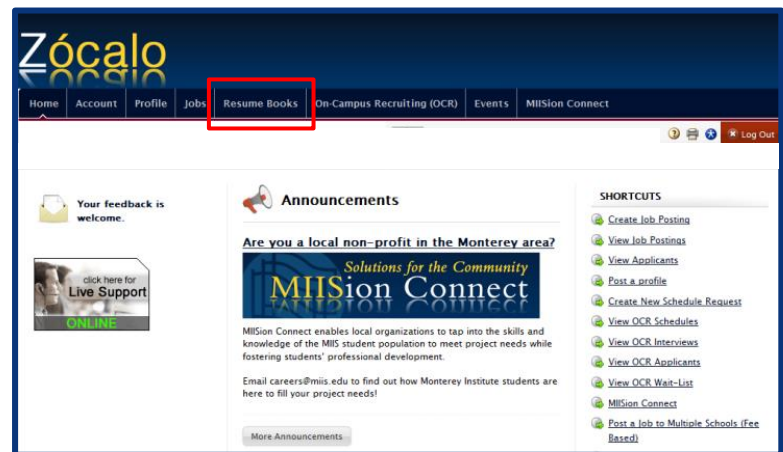 Zócalo
Home Account Profile Jobs Resume Books On-Campus Recruiting (OCR) Events MIISion Connect
Log Out
Your feedback is
welcome.
click here for
Live Support
ONLINE
Announcements
Are you a local non-profit in the Monterey area?
Solutions for the Community
MIISion Connect
MIISion Connect enables local organizations to tap into the skills and
knowledge of the MIIS student population to meet project needs while
fostering students' professional development.
Email careers@miis.edu to find out how Monterey Institute students are
here to fill your project needs!
More Announcements
SHORTCUTS
Create Job Posting
View Job Postings
View Applicants
Post a profile
Create New Schedule Request
View OCR Schedules
View OCR Interviews
View OCR Applicants
View OCR Wait-List
MIISion Connect
Post a Job to Multiple Schools (Fee
Based)